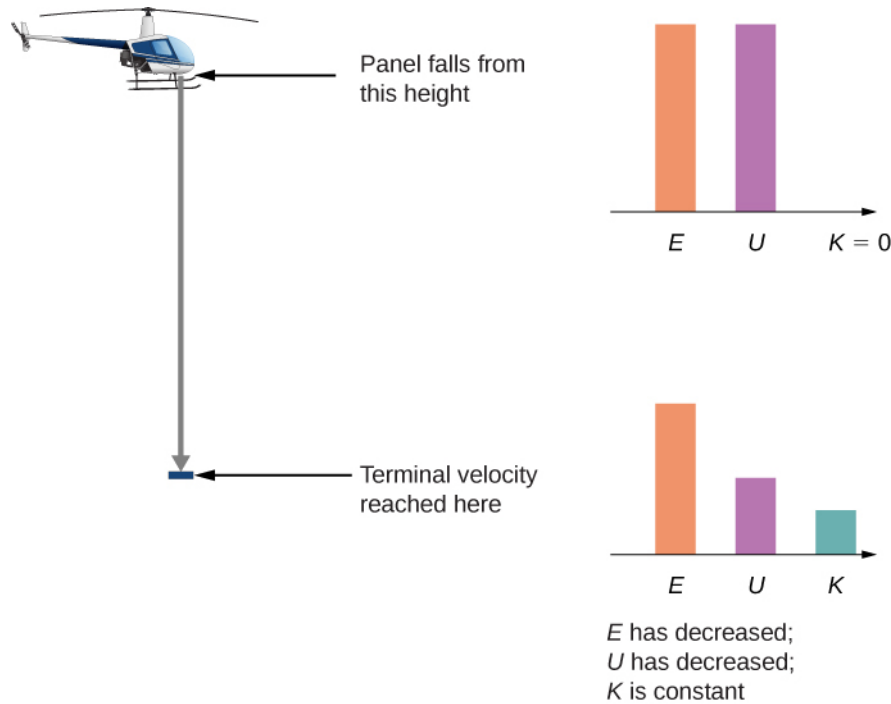 Panel falls from
this height
E U K = 0
Terminal velocity
reached here
E U K
E has decreased;
U has decreased;
K is constant